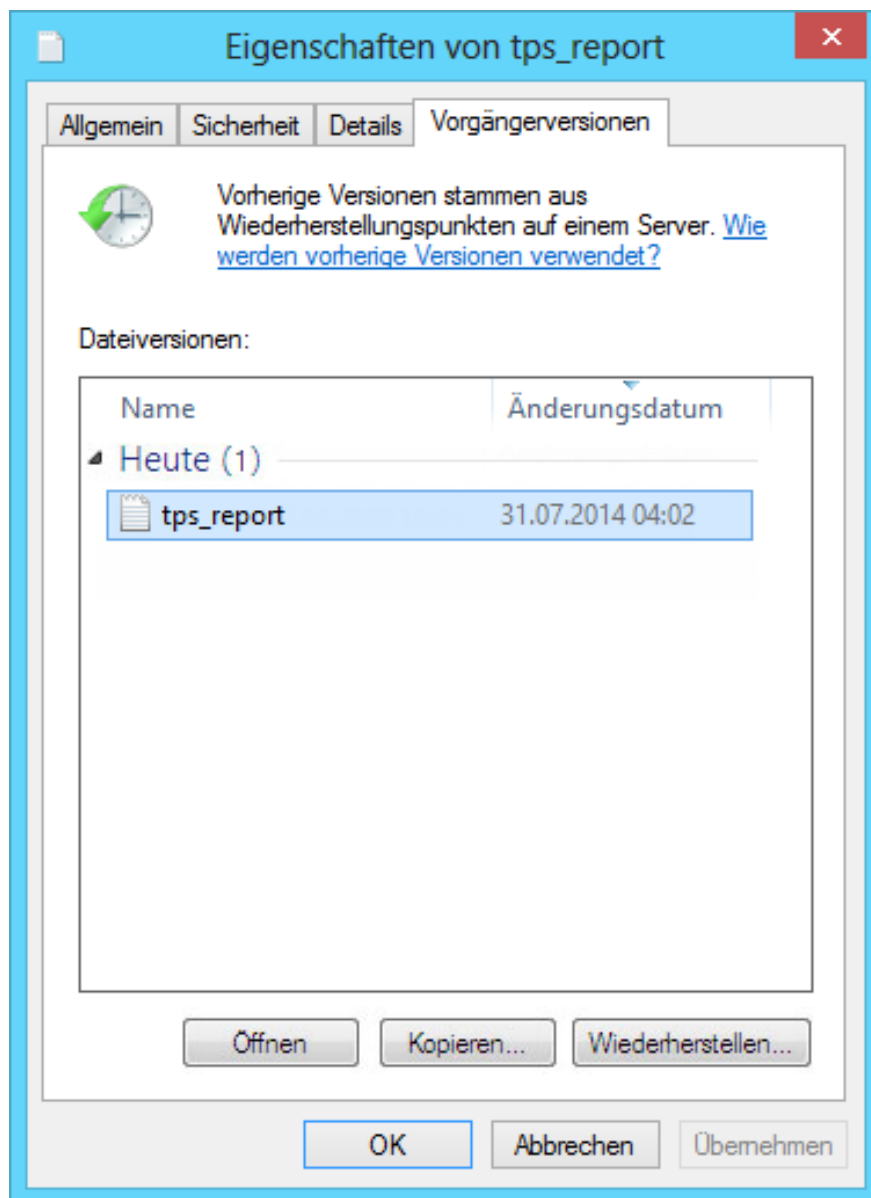 Eigenschaften von tps_report
Allgemein Sicherheit Details Vorgängerversionen
Vorherige Versionen stammen aus
Wiederherstellungspunkten auf einem Server. Wie
werden vorherige Versionen verwendet?
Dateiversionen:
Name Änderungsdatum
Heute (1)
tps_report 31.07.2014 04:02
Öffnen Kopieren... Wiederherstellen...
OK Abbrechen Übernehmen